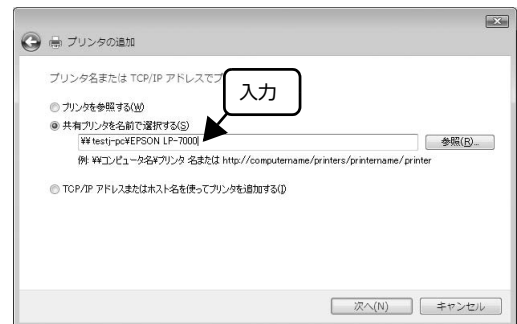 プリンタの追加
プリンタ名または TCP/IP アドレスでプ
入力
プリンタを参照する(W)
共有プリンタを名前で選択する(S)
¥¥testj-pc¥EPSON LP-7000
参照(R)...
例: ¥¥コンピュータ名¥プリンタ名または http://computername/printers/printername/printer
TCP/IP アドレスまたはホスト名を使ってプリンタを追加する(I)
次へ(N)
キャンセル